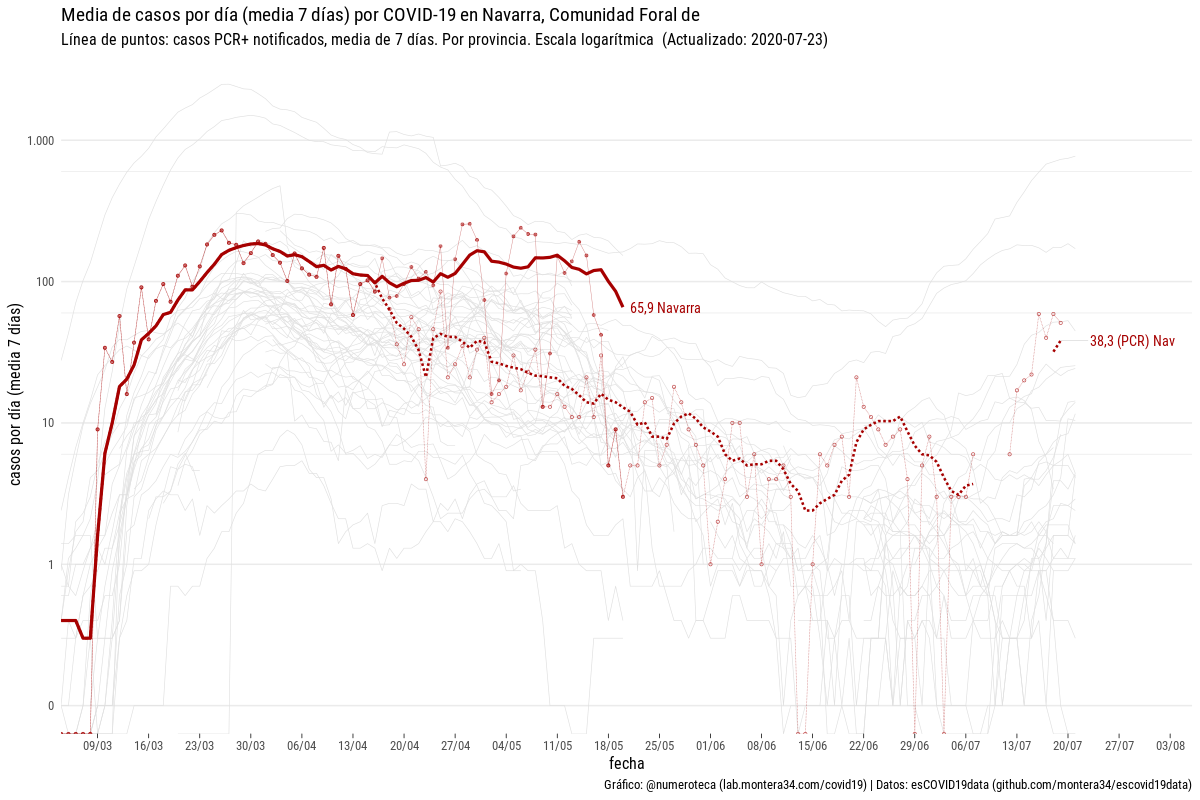 Media de casos por día (media 7 días) por COVID-19 en Navarra, Comunidad Foral de
Línea de puntos: casos PCR+ notificados, media de 7 días. Por provincia. Escala logarítmica (Actualizado: 2020-07-23)
casos por día (media 7 días)
1.000
100
10
1
0
65,9 Navarra
38,3 (PCR) Nav
09/03 16/03 23/03 30/03 06/04 13/04 20/04 27/04 04/05 11/05 18/05 25/05 01/06 08/06 15/06 22/06 29/06 06/07 13/07 20/07 27/07 03/08
fecha
Gráfico: @numeroteca (lab.montera34.com/covid19) | Datos: esCOVID19data (github.com/montera34/escovid19data)